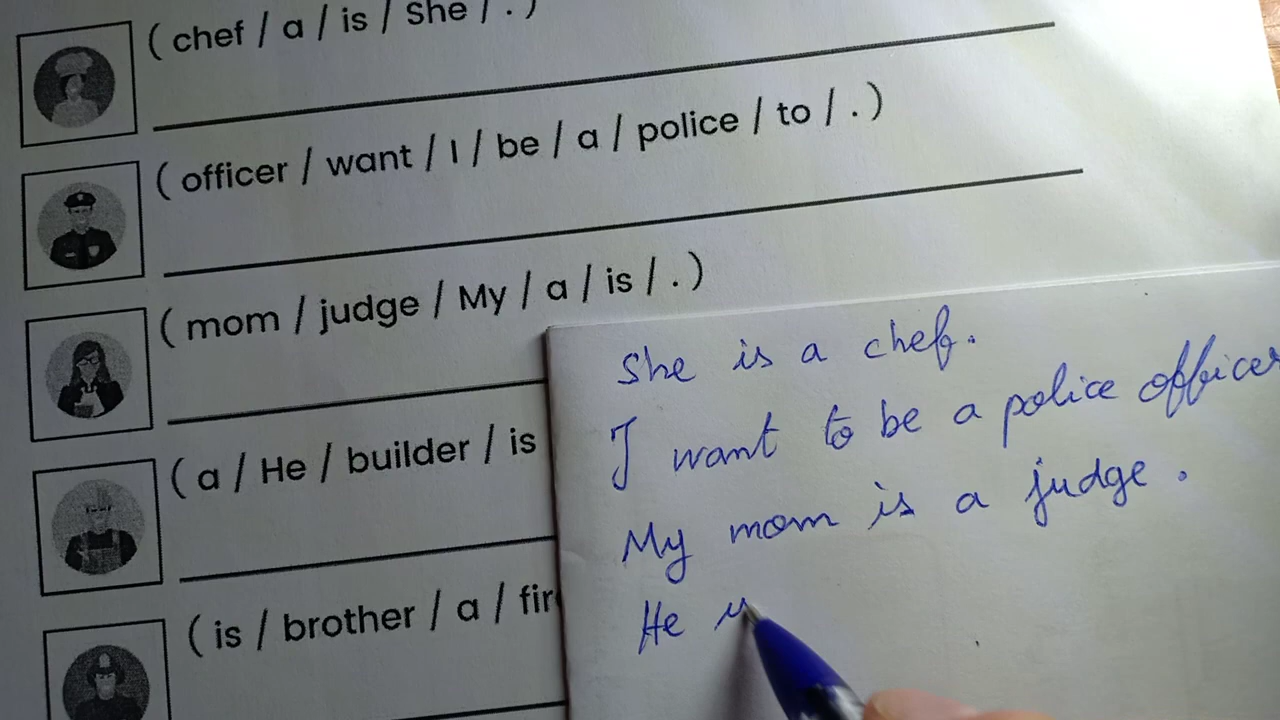 ( chef / a / is / She / . )
( officer / want / I / be / a / police / to / . )
( mom / judge / My / a / is / . )
( a / He / builder / is
( is / brother / a /
She is a chef.
I want to be a police officer
My mom is a judge.
He is